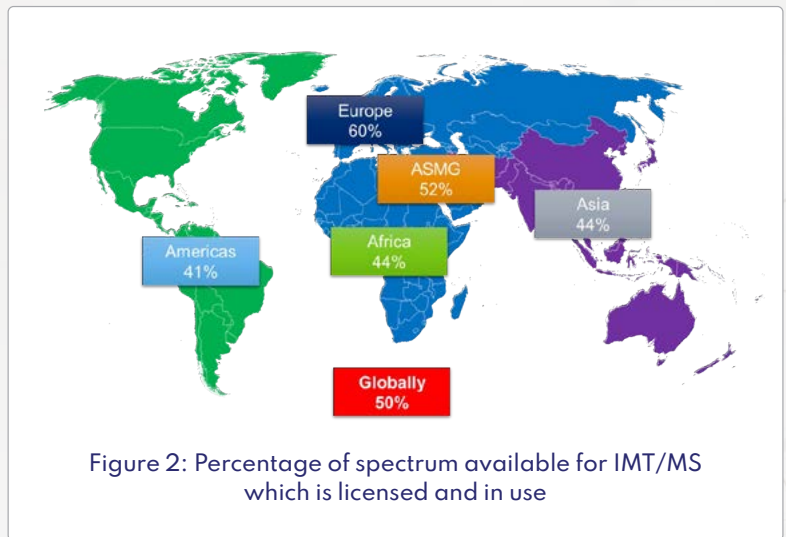 Europe
60%
ASMG
52%
Asia
44%
Americas
41%
Africa
44%
Globally
50%
Figure 2: Percentage of spectrum available for IMT/MS
which is licensed and in use